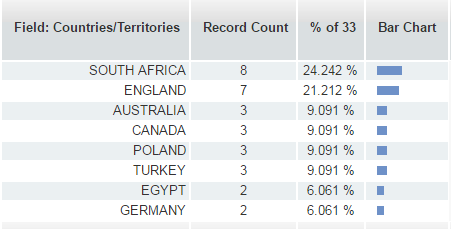 Field: Countries/Territories Record Count % of 33 Bar Chart
SOUTH AFRICA 8 24.242 %
ENGLAND 7 21.212 %
AUSTRALIA 3 9.091 %
CANADA 3 9.091 %
POLAND 3 9.091 %
TURKEY 3 9.091 %
EGYPT 2 6.061 %
GERMANY 2 6.061 %